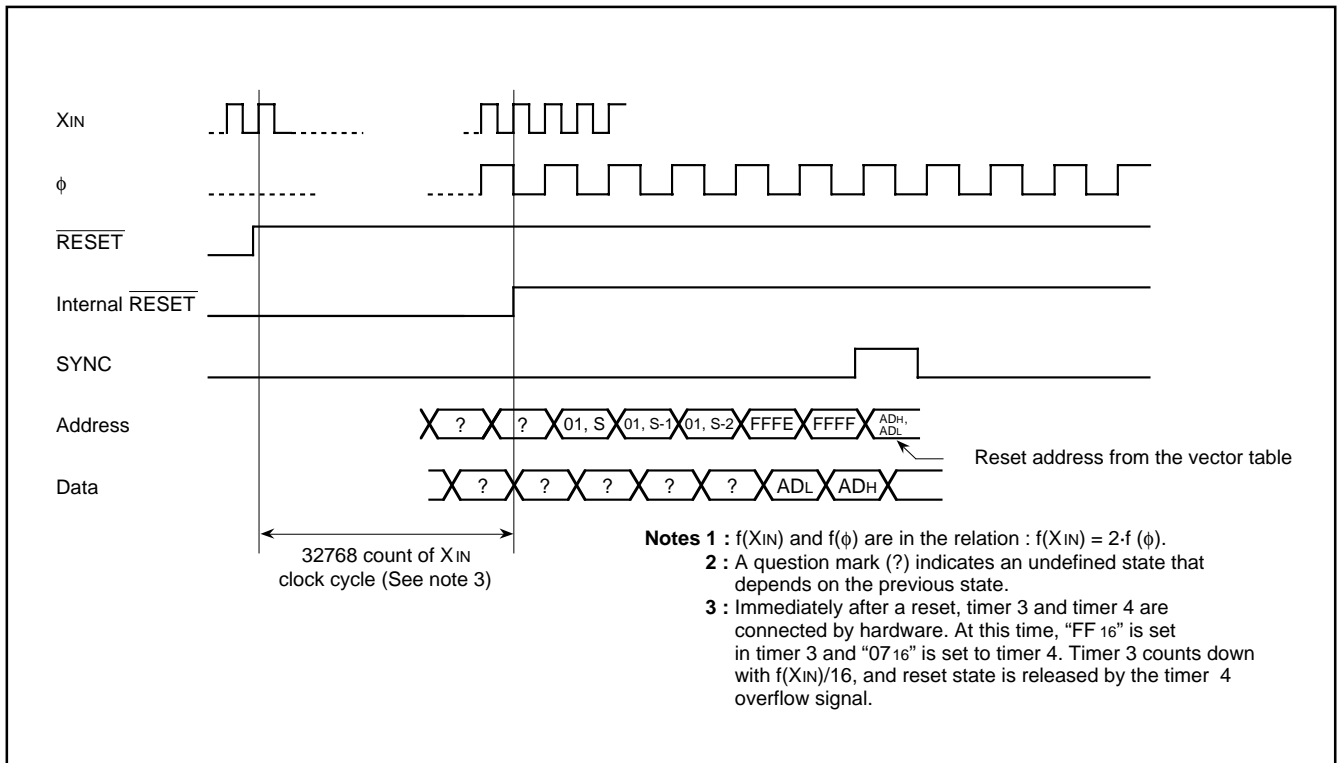 XIN
φ
RESET
Internal RESET
SYNC
Address
? ? 01, S 01, S-1 01, S-2 FFFE FFFF ADH, ADL
Reset address from the vector table
Data
? ? ? ? ? ADL ADH
32768 count of XIN
clock cycle (See note 3)
Notes 1 : f(XIN) and f(φ) are in the relation : f(XIN) = 2·f (φ).
2 : A question mark (?) indicates an undefined state that
depends on the previous state.
3 : Immediately after a reset, timer 3 and timer 4 are
connected by hardware. At this time, “FF16” is set
in timer 3 and “0716” is set to timer 4. Timer 3 counts down
with f(XIN)/16, and reset state is released by the timer 4
overflow signal.